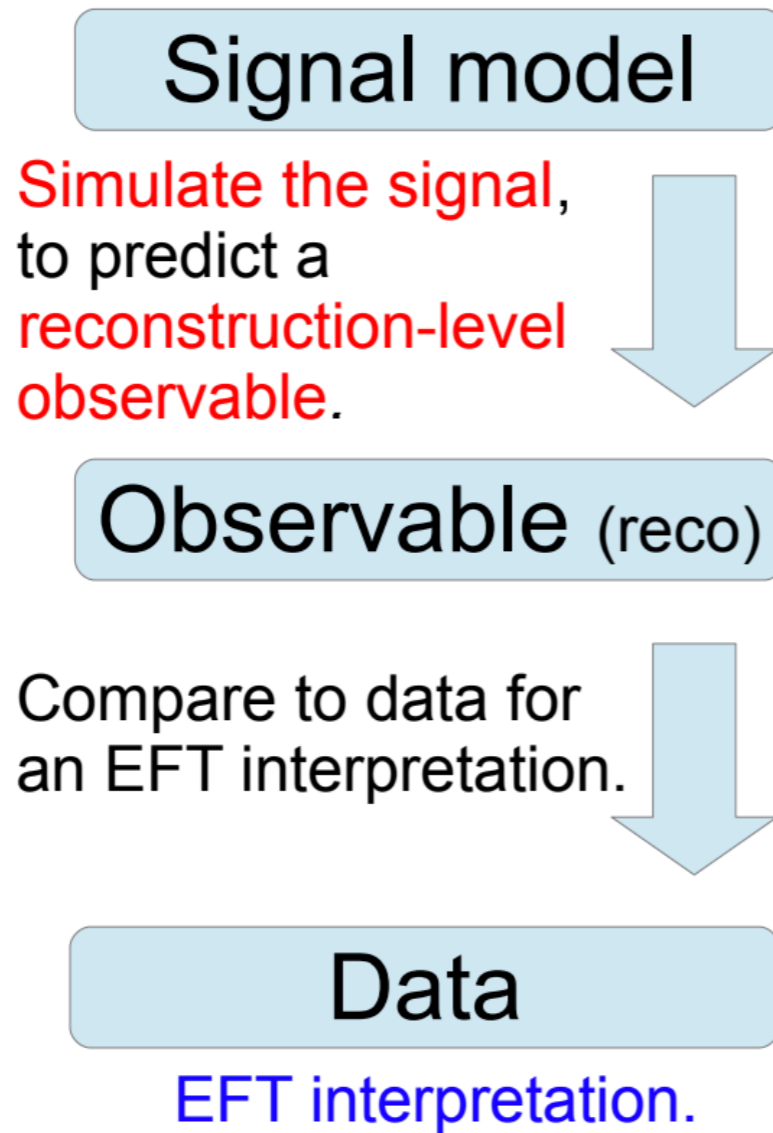 Signal model
Simulate the signal,
to predict a
reconstruction-level
observable.
Observable (reco)
Compare to data for
an EFT interpretation.
Data
EFT interpretation.